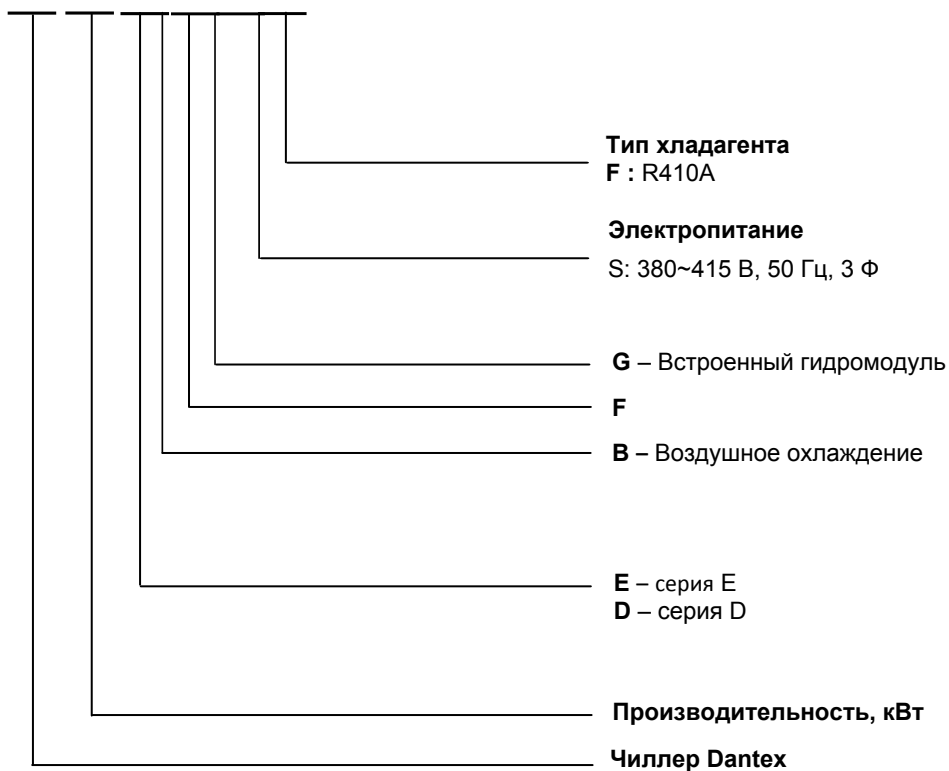 Тип хладагента
F : R410A
Электропитание
S: 380~415 В, 50 Гц, 3 Ф
G – Встроенный гидромодуль
F
B – Воздушное охлаждение
E – серия E
D – серия D
Производительность, кВт
Чиллер Dantex